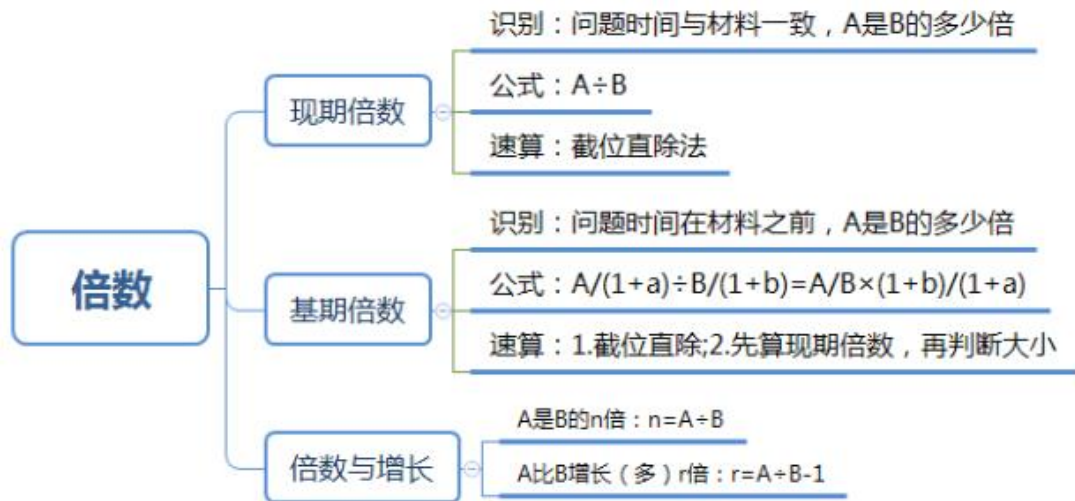 倍数
现期倍数
识别：问题时间与材料一致，A是B的多少倍
公式：A÷B
速算：截位直除法
基期倍数
识别：问题时间在材料之前，A是B的多少倍
公式：A/(1+a)÷B/(1+b)=A/B×(1+b)/(1+a)
速算：1.截位直除;2.先算现期倍数，再判断大小
倍数与增长
A是B的n倍：n=A÷B
A比B增长（多）r倍：r=A÷B-1